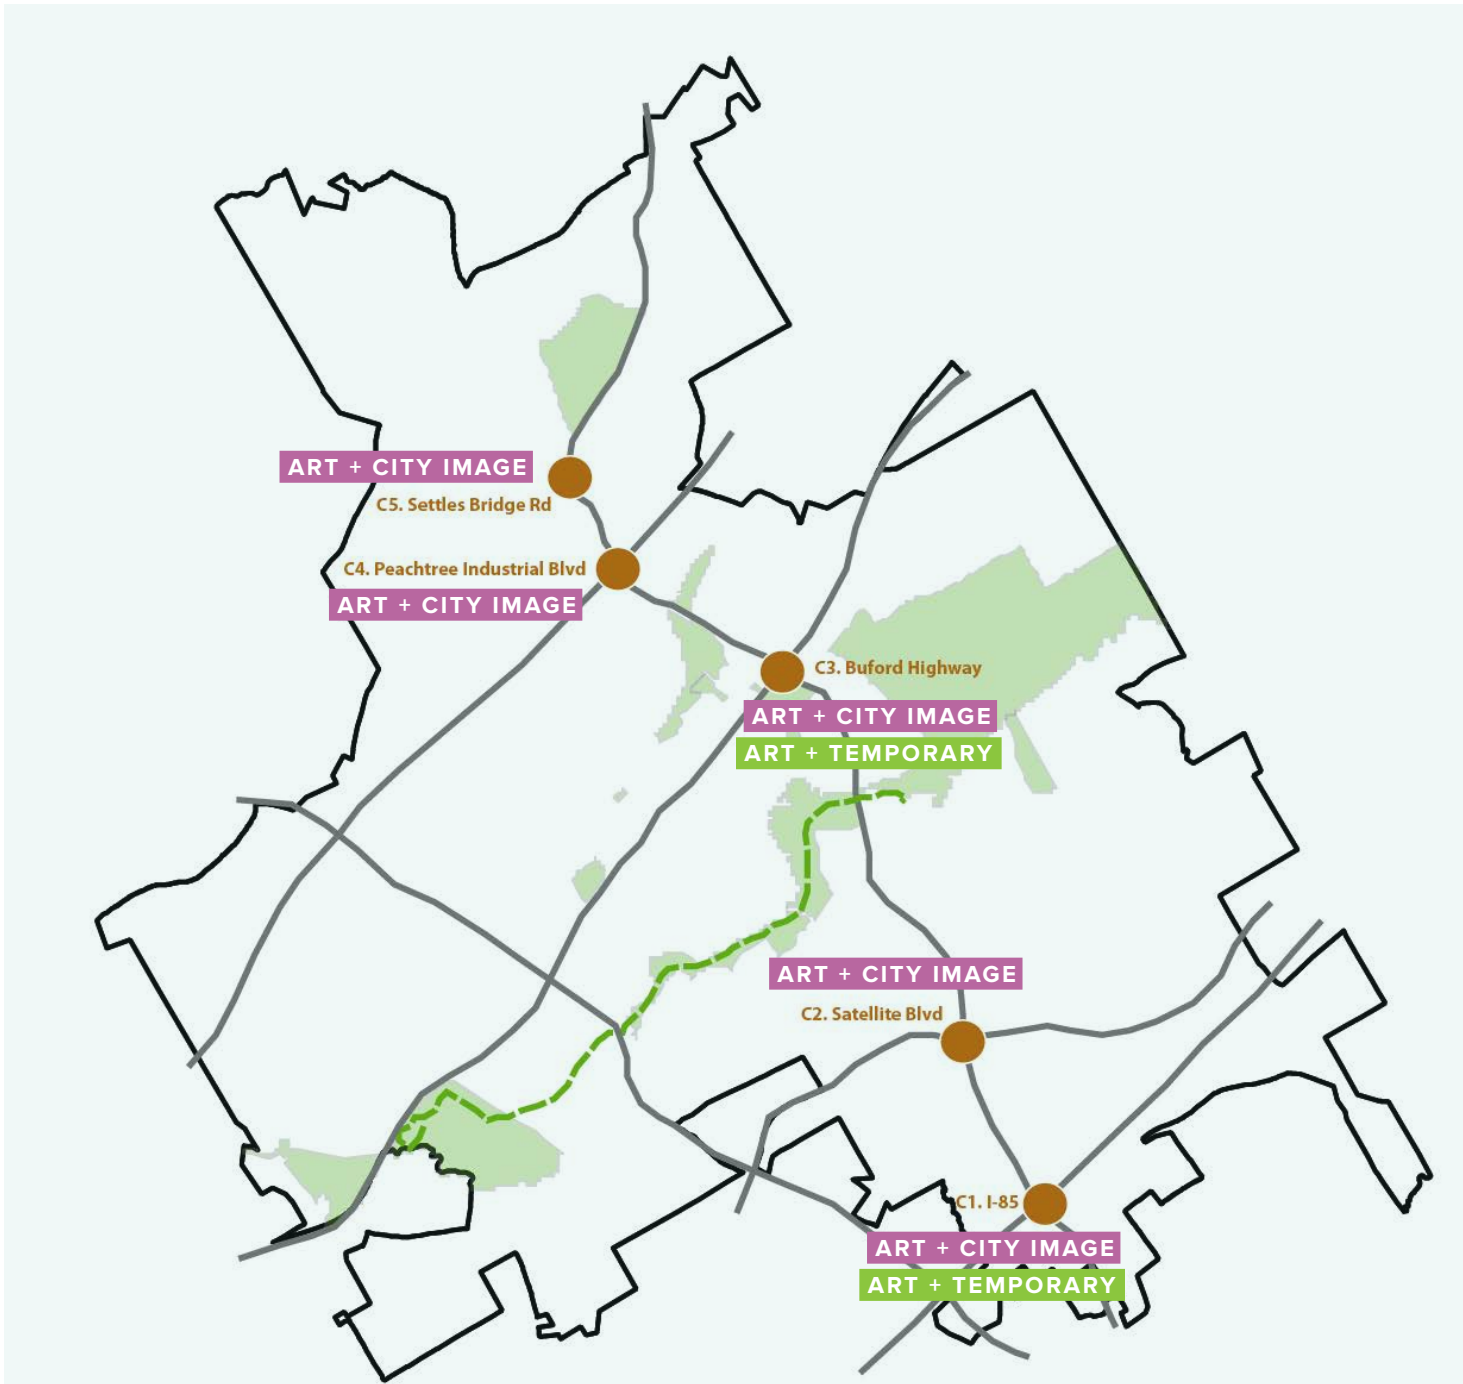 ART + CITY IMAGE
C5. Settles Bridge Rd
C4. Peachtree Industrial Blvd
ART + CITY IMAGE
C3. Buford Highway
ART + CITY IMAGE
ART + TEMPORARY
ART + CITY IMAGE
C2. Satellite Blvd
C1. I-85
ART + CITY IMAGE
ART + TEMPORARY